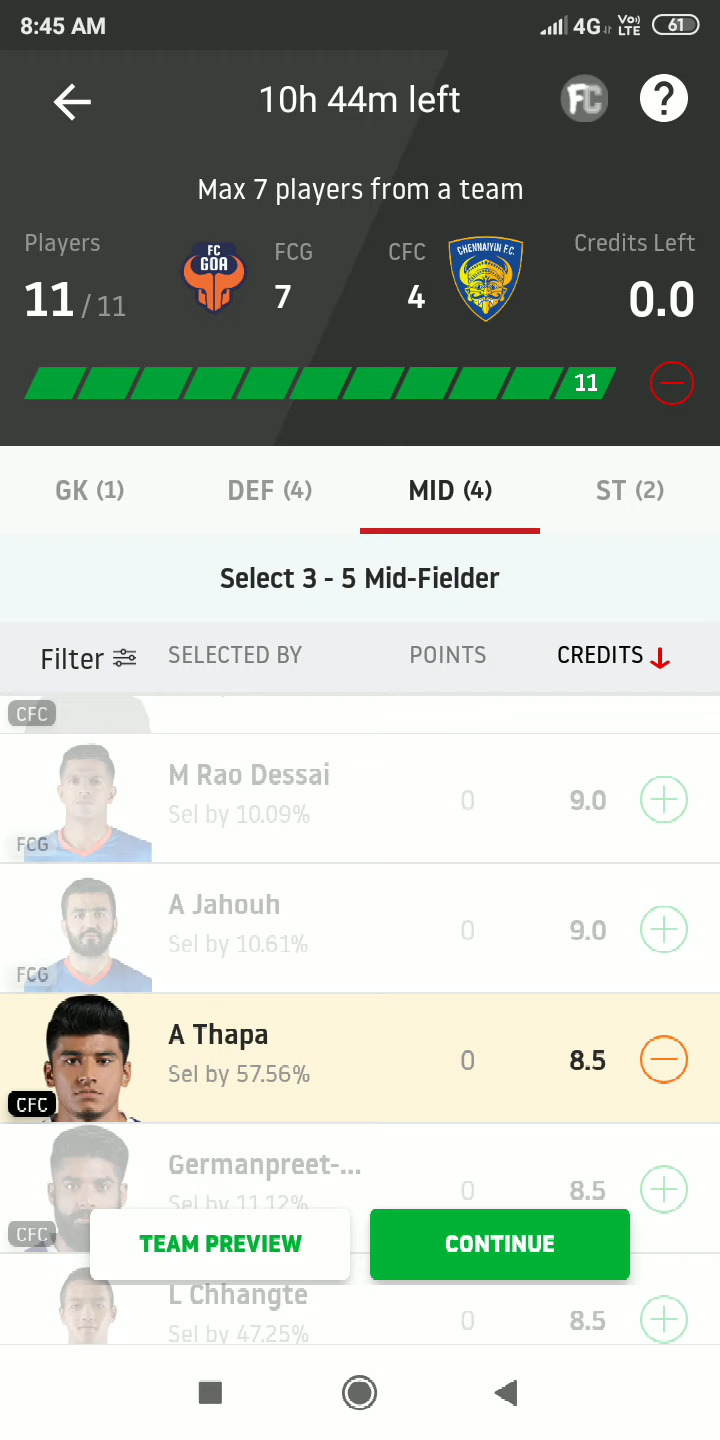 8:45 AM
4G Vo) LTE 61
10h 44m left
FC ?
Max 7 players from a team
Players
FC GOA
FCG
CFC
CHENNAIYIN F.C.
Credits Left
11 / 11
7
4
0.0
11
GK (1) DEF (4) MID (4) ST (2)
Select 3 - 5 Mid-Fielder
Filter SELECTED BY POINTS CREDITS
CFC
M Rao Dessai
Sel by 10.09%
0 9.0
FCG
A Jahouh
Sel by 10.61%
0 9.0
FCG
A Thapa
Sel by 57.56%
0 8.5
CFC
Germanpreet-...
Sel by 11.12%
0 8.5
CFC
TEAM PREVIEW CONTINUE
L Chhangte
Sel by 47.25%
0 8.5